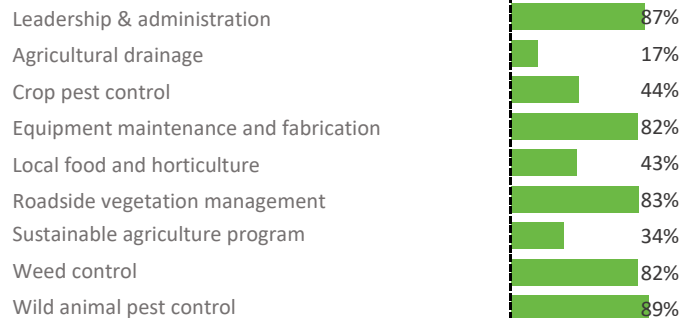 Leadership & administration 87%
Agricultural drainage 17%
Crop pest control 44%
Equipment maintenance and fabrication 82%
Local food and horticulture 43%
Roadside vegetation management 83%
Sustainable agriculture program 34%
Weed control 82%
Wild animal pest control 89%